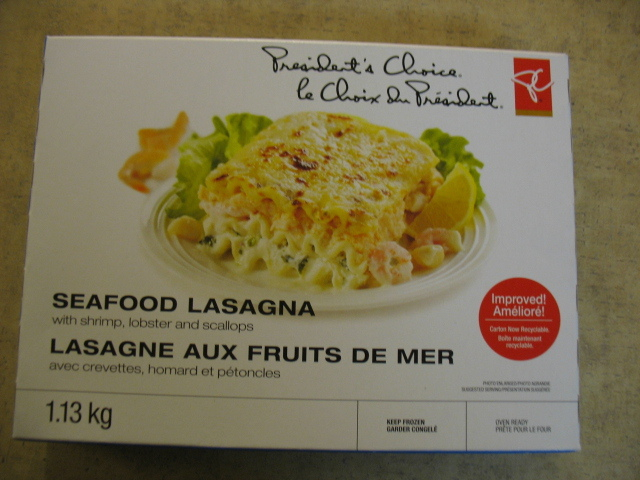 President's Choice
le Choix du Président
PC
SEAFOOD LASAGNA
with shrimp, lobster and scallops
LASAGNE AUX FRUITS DE MER
avec crevettes, homard et pétoncles
Improved!
Amélioré!
Carton Now Recyclable.
Boîte maintenant
recyclable.
1.13 kg
KEEP FROZEN
GARDER CONGELÉ
OVEN READY
PRÊTE POUR LE FOUR